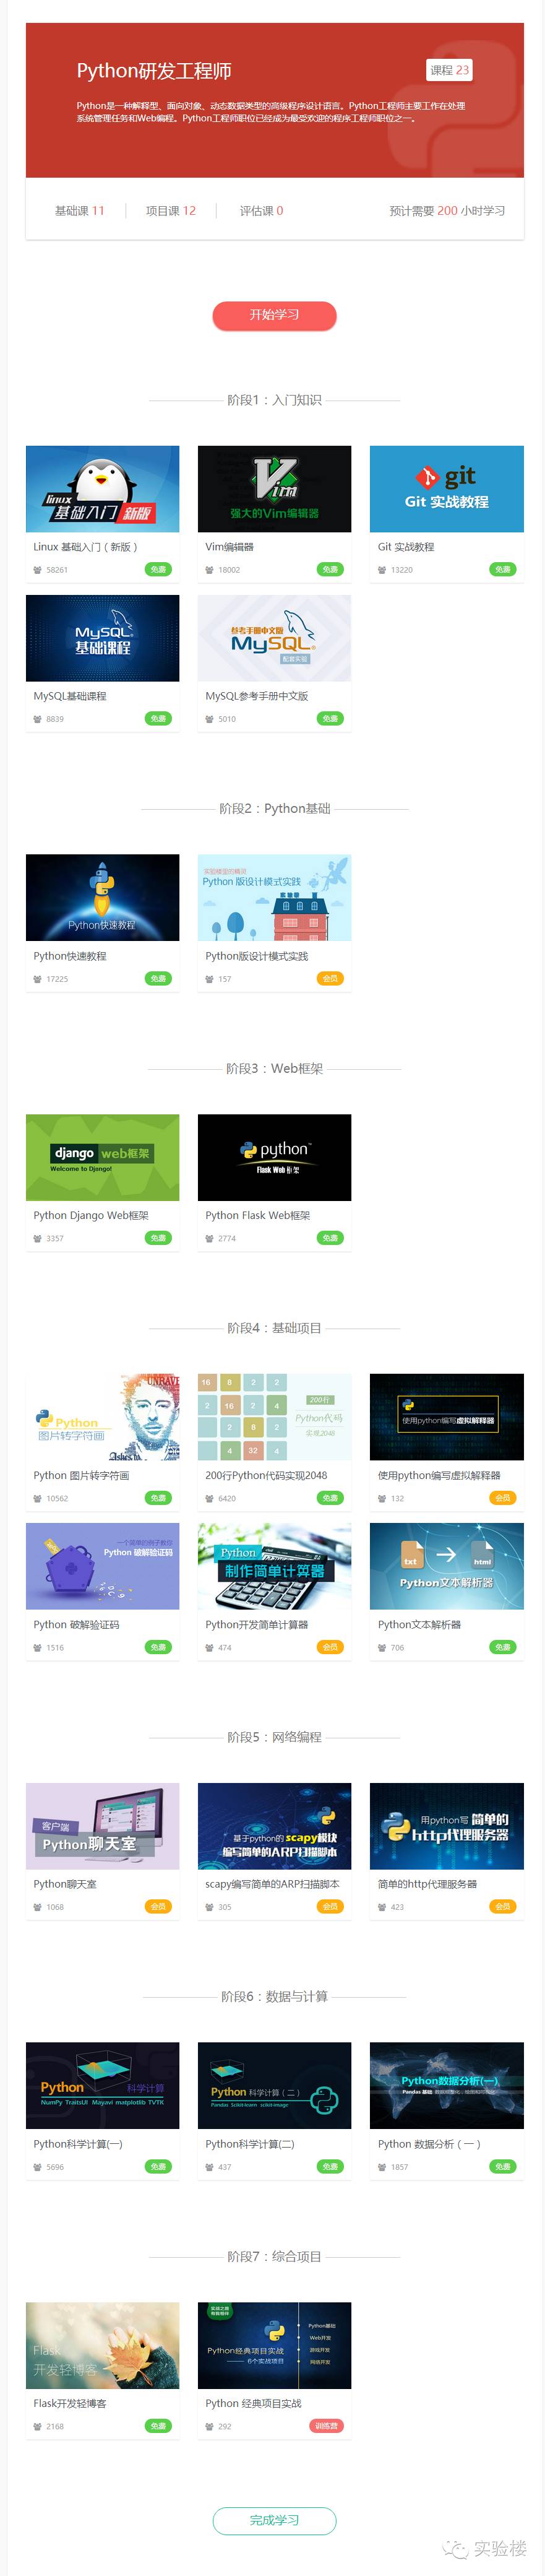 Python研发工程师
课程 23
Python是一种解释型、面向对象、动态数据类型的高级程序设计语言。Python工程师主要工作在处理
系统管理任务和Web编程。Python工程师职位已经成为最受欢迎的程序工程师职位之一。
基础课 11 项目课 12 评估课 0 预计需要 200 小时学习
开始学习
阶段1：入门知识
linux
基础入门 新版
Vim
强大的Vim编辑器
git
Git 实战教程
Linux 基础入门（新版）
58261 免费
Vim编辑器
18002 免费
Git 实战教程
13220 免费
MySQL
基础课程
参考手册中文版
MySQL
配套实验
MySQL基础课程
8839 免费
MySQL参考手册中文版
5010 免费
阶段2：Python基础
Python快速教程
实验楼里的精灵
Python 版设计模式实践
Python快速教程
17225 免费
Python版设计模式实践
157 会员
阶段3：Web框架
django web框架
Welcome to Django!
python
Flask Web框架
Python Django Web框架
3357 免费
Python Flask Web框架
2774 免费
阶段4：基础项目
UNRAVE
Python
图片转字符画
16 8 2 2
2 16 2 4
2 8 2
4 32 4
200行
Python代码
实现2048
使用python编写虚拟解释器
Python 图片转字符画
10562 免费
200行Python代码实现2048
6420 免费
使用python编写虚拟解释器
132 会员
一个简单的例子教你
Python 破解验证码
Python
制作简单计算器
txt
html
Python文本解析器
Python 破解验证码
1516 免费
Python开发简单计算器
474 会员
Python文本解析器
706 免费
阶段5：网络编程
客户端
Python聊天室
基于python的 scapy模块
编写简单的ARP扫描脚本
用python写 简单的
http代理服务器
Python聊天室
1068 会员
scapy编写简单的ARP扫描脚本
305 会员
简单的http代理服务器
423 会员
阶段6：数据与计算
Python 科学计算
NumPy TraitsUI Mayavi matplotlib TVTK
Python 科学计算（二）
Pandas Scikit-learn scikit-image
Python数据分析(一)
Pandas 基础
Python科学计算(一)
5696 免费
Python科学计算(二)
437 免费
Python 数据分析（一）
1857 免费
阶段7：综合项目
Flask
开发轻博客
Python经典项目实战
6个实战项目
Python基础
Web开发
游戏开发
网络开发
Flask开发轻博客
2168 免费
Python 经典项目实战
292 训练营
完成学习
实验楼